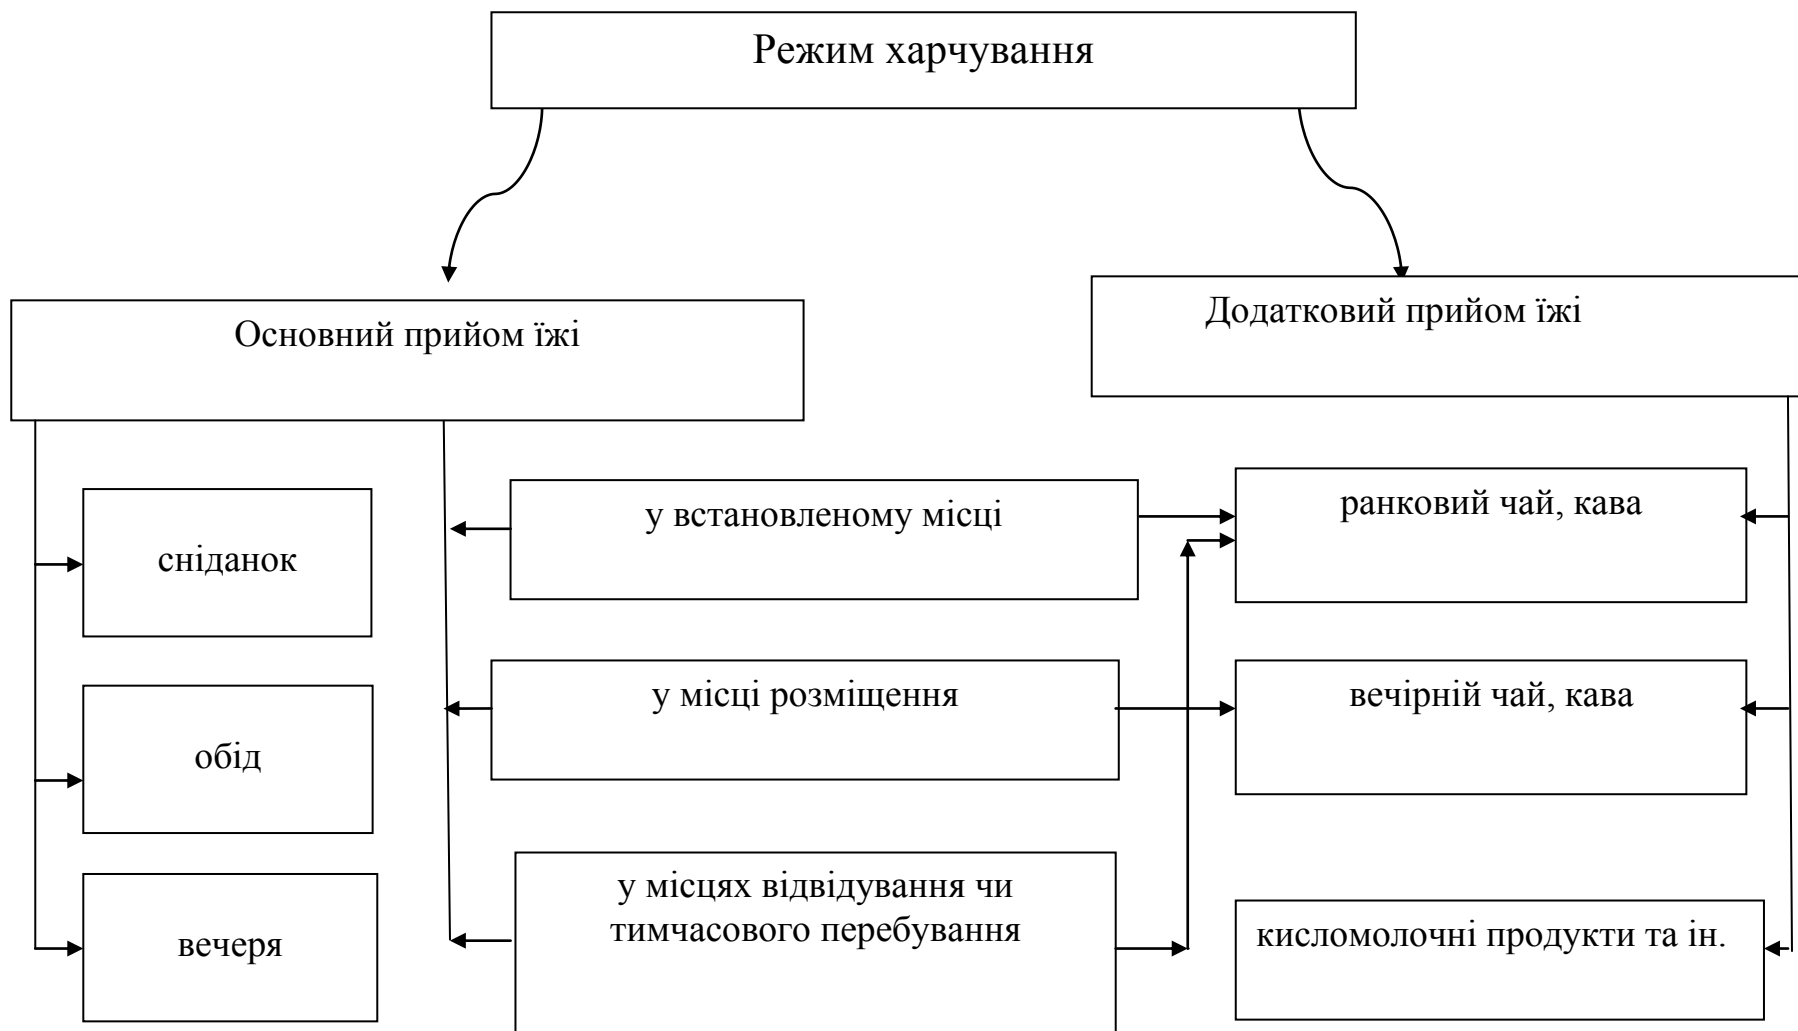 Режим харчування
Основний прийом їжі
Додатковий прийом їжі
сніданок
у встановленому місці
ранковий чай, кава
обід
у місці розміщення
вечірній чай, кава
вечеря
у місцях відвідування чи
тимчасового перебування
кисломолочні продукти та ін.